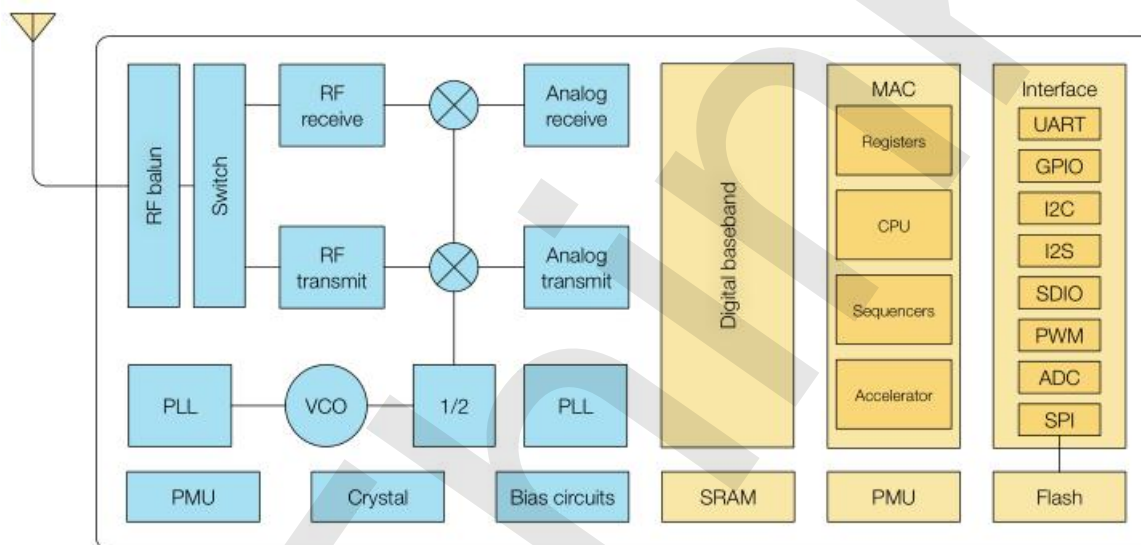 RF balun
Switch
RF
receive
Analog
receive
RF
transmit
Analog
transmit
PLL
VCO
1/2
PLL
PMU
Crystal
Bias circuits
Digital baseband
SRAM
MAC
Registers
CPU
Sequencers
Accelerator
PMU
Interface
UART
GPIO
I2C
I2S
SDIO
PWM
ADC
SPI
Flash